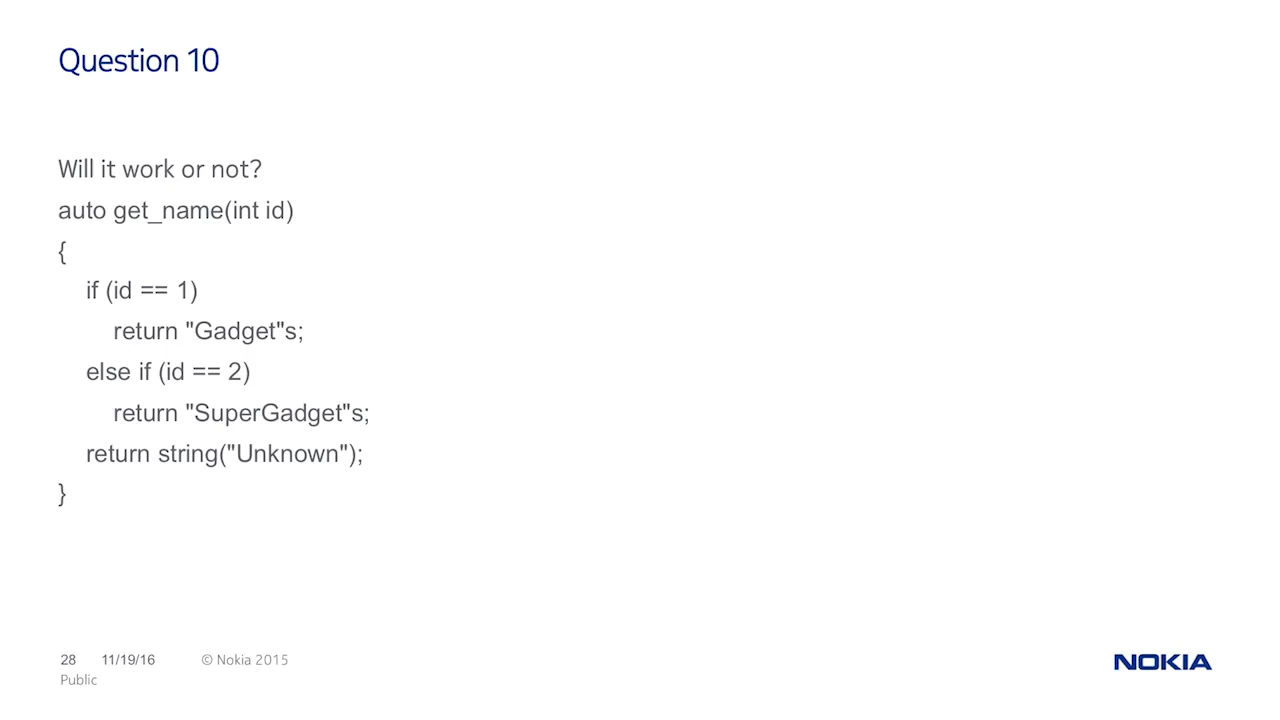 Question 10
Will it work or not?
auto get_name(int id)
{
if (id == 1)
return "Gadget"s;
else if (id == 2)
return "SuperGadget"s;
return string("Unknown");
}
28 11/19/16 © Nokia 2015
Public
NOKIA